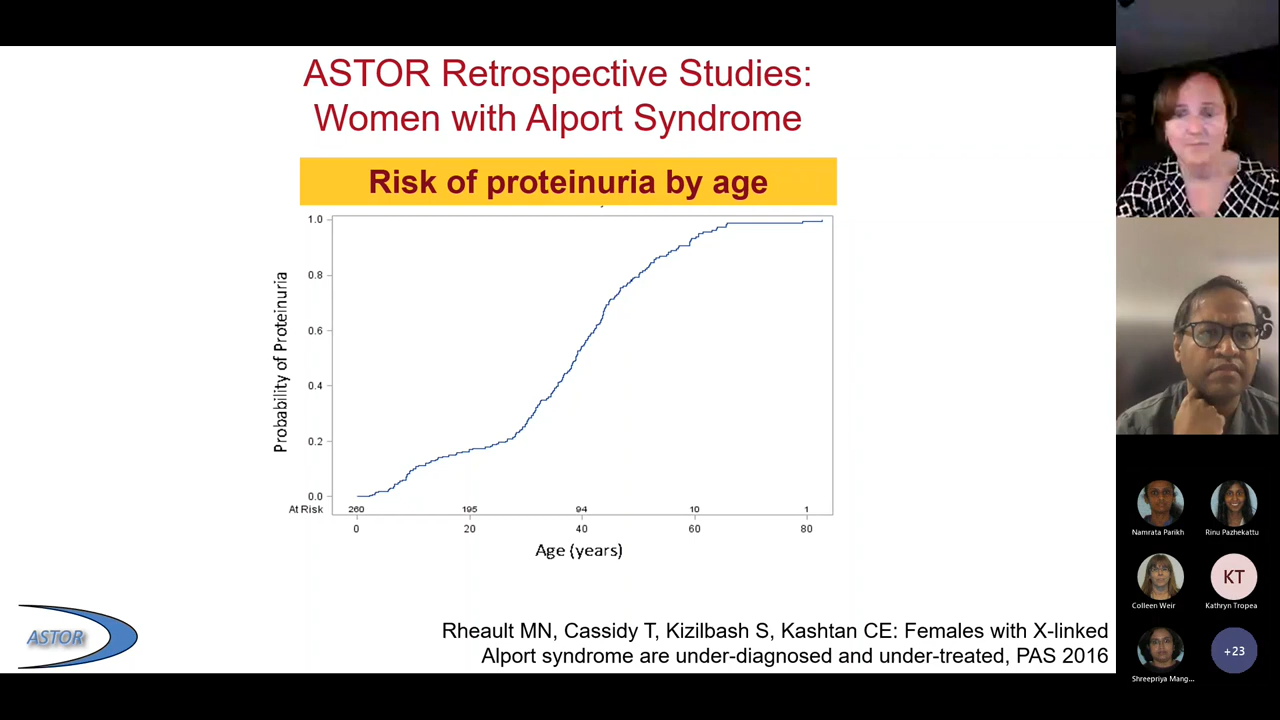 ASTOR Retrospective Studies:
Women with Alport Syndrome
Risk of proteinuria by age
Probability of Proteinuria
1.0
0.8
0.6
0.4
0.2
0.0
At Risk 260 195 94 10 1
0 20 40 60 80
Age (years)
ASTOR
Rheault MN, Cassidy T, Kizilbash S, Kashtan CE: Females with X-linked
Alport syndrome are under-diagnosed and under-treated, PAS 2016
Namrata Parikh
Rinu Pazhekattu
Colleen Weir
KT
Kathryn Tropea
Shreepriya Mang...
+23